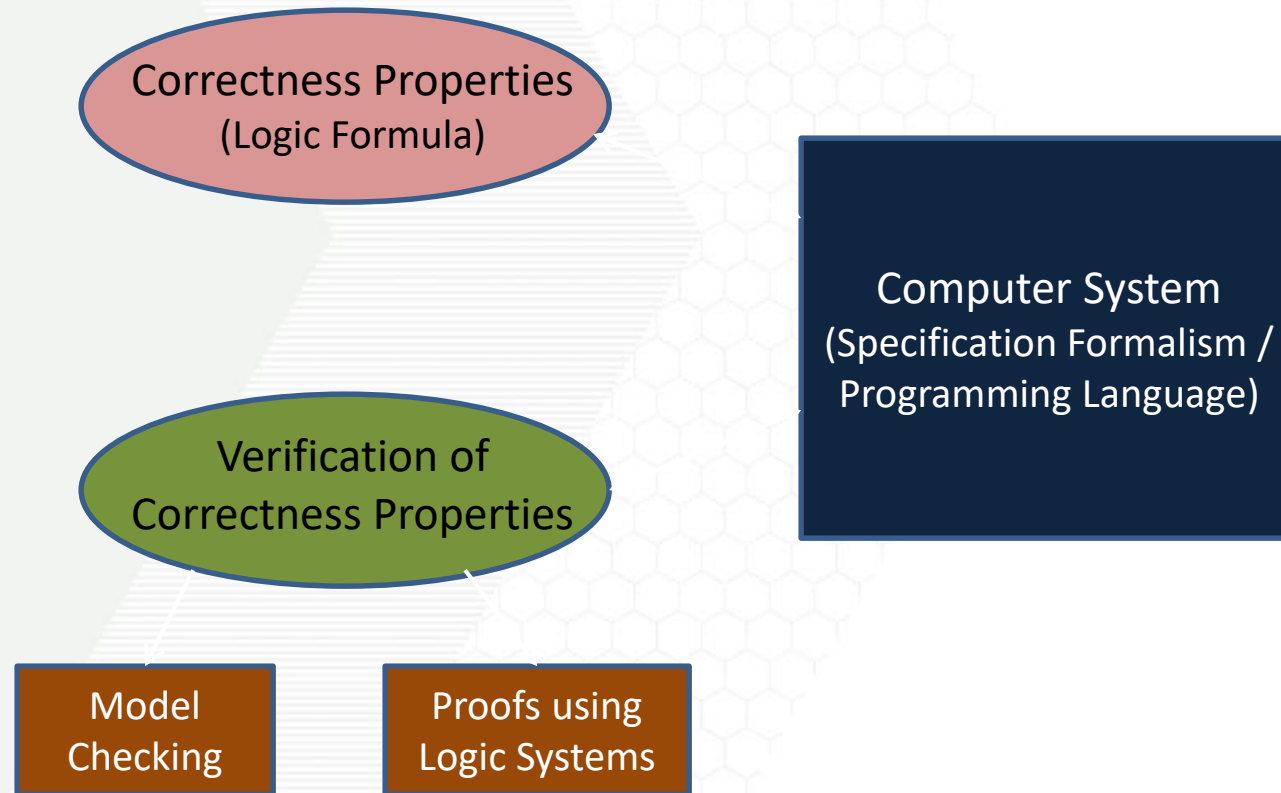 Correctness Properties
(Logic Formula)
Computer System
(Specification Formalism /
Programming Language)
Verification of
Correctness Properties
Model
Checking
Proofs using
Logic Systems